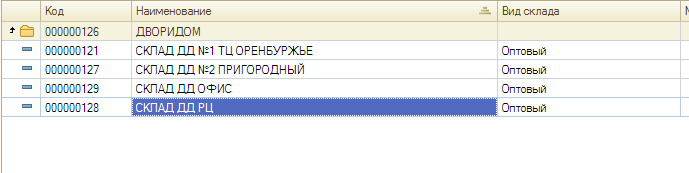 Код Наименование Вид склада
000000126 ДВОРИДОМ
000000121 СКЛАД ДД №1 ТЦ ОРЕНБУРЖЬЕ Оптовый
000000127 СКЛАД ДД №2 ПРИГОРОДНЫЙ Оптовый
000000129 СКЛАД ДД ОФИС Оптовый
000000128 СКЛАД ДД РЦ Оптовый